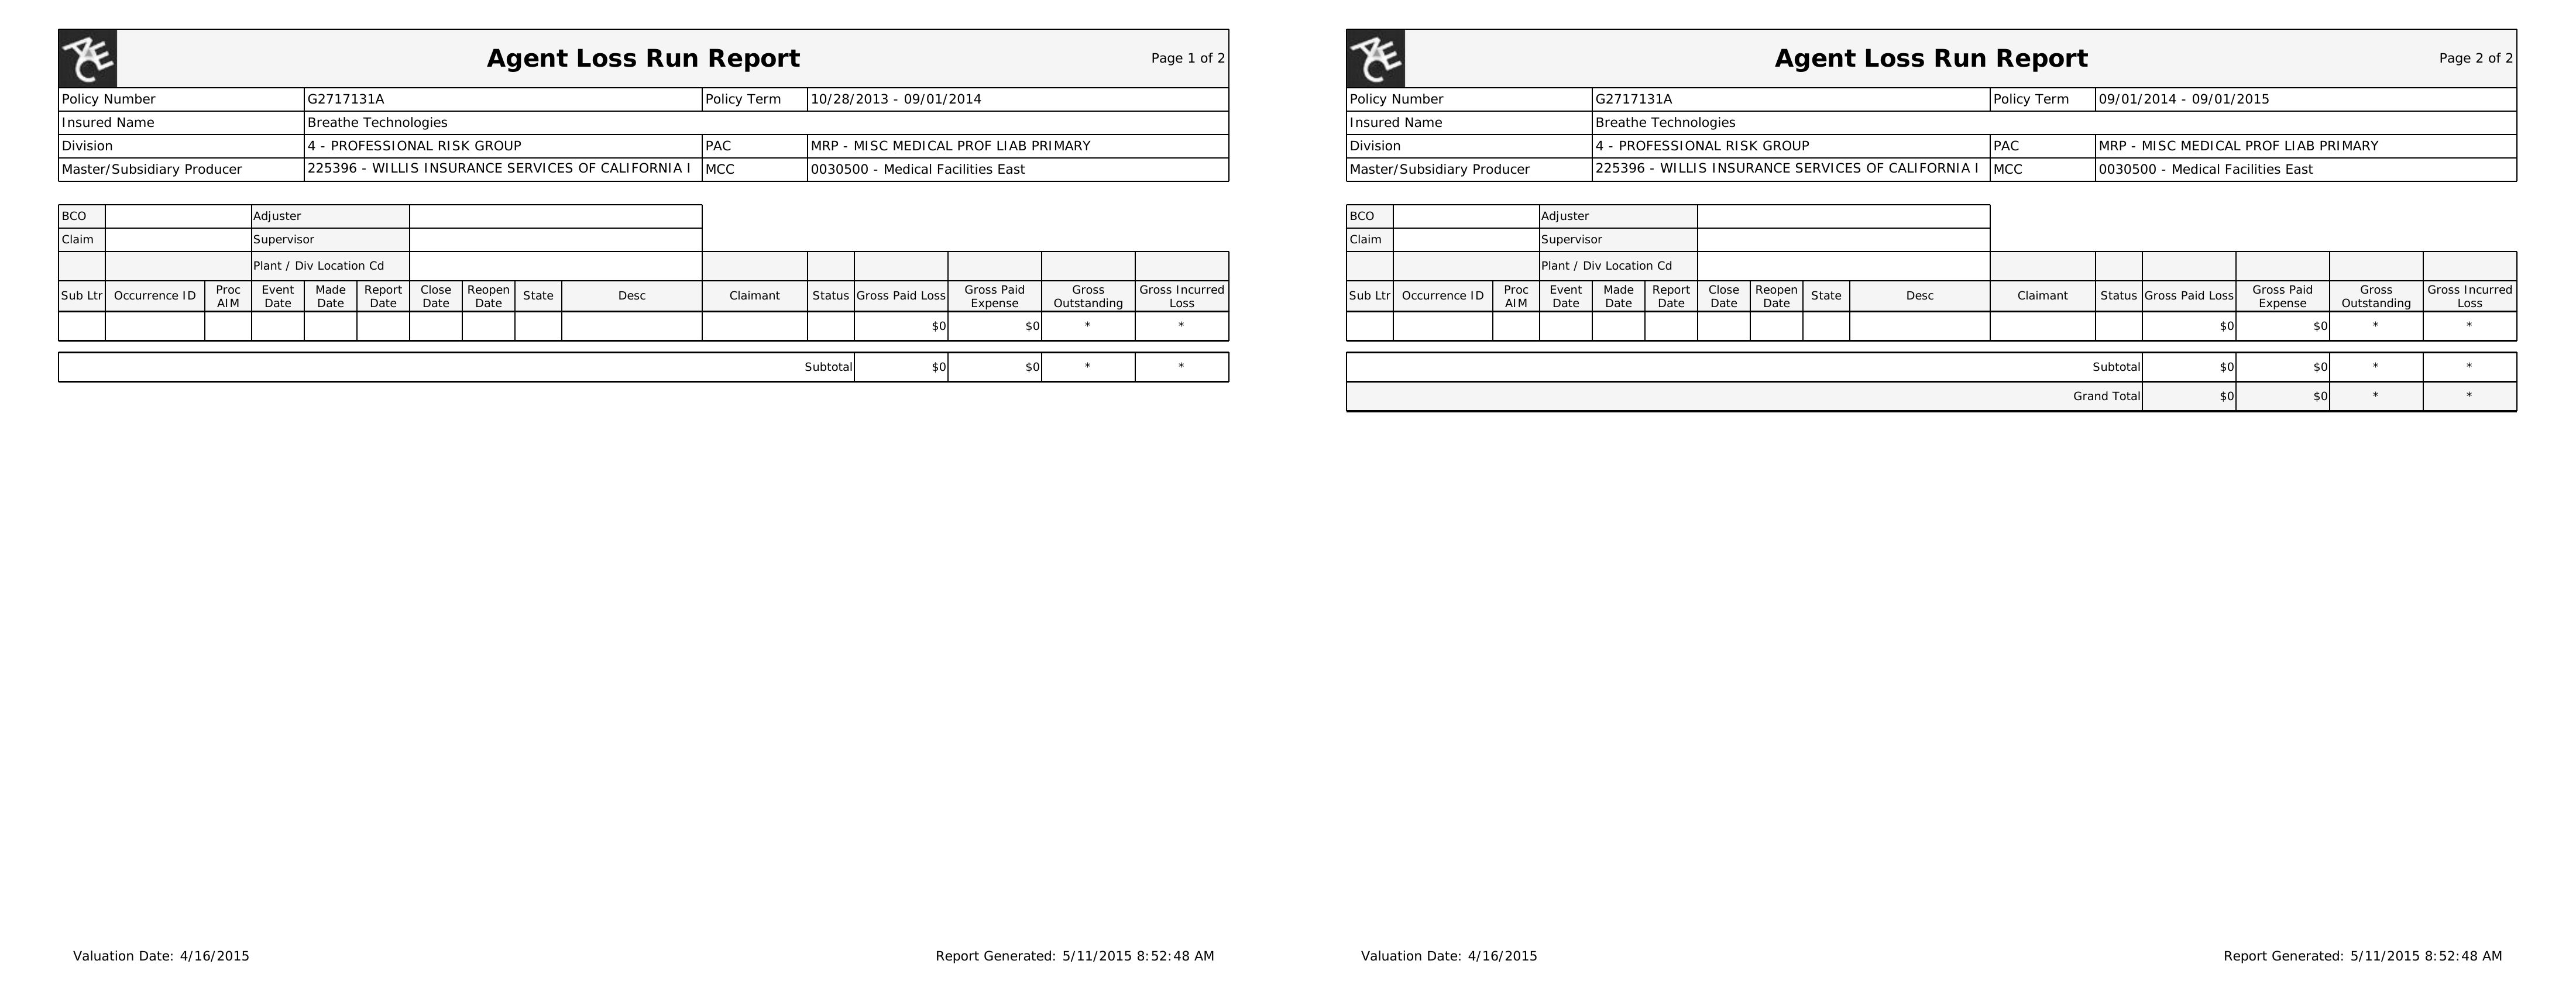 ACE
Agent Loss Run Report
Page 1 of 2
Policy Number G2717131A Policy Term 10/28/2013 - 09/01/2014
Insured Name Breathe Technologies
Division 4 - PROFESSIONAL RISK GROUP PAC MRP - MISC MEDICAL PROF LIAB PRIMARY
Master/Subsidiary Producer 225396 - WILLIS INSURANCE SERVICES OF CALIFORNIA I MCC 0030500 - Medical Facilities East
BCO Adjuster
Claim Supervisor
Plant / Div Location Cd
Sub Ltr Occurrence ID Proc AIM Event Date Made Date Report Date Close Date Reopen Date State Desc Claimant Status Gross Paid Loss Gross Paid Expense Gross Outstanding Gross Incurred Loss
$0 $0 * *
Subtotal $0 $0 * *
Valuation Date: 4/16/2015 Report Generated: 5/11/2015 8:52:48 AM
ACE
Agent Loss Run Report
Page 2 of 2
Policy Number G2717131A Policy Term 09/01/2014 - 09/01/2015
Insured Name Breathe Technologies
Division 4 - PROFESSIONAL RISK GROUP PAC MRP - MISC MEDICAL PROF LIAB PRIMARY
Master/Subsidiary Producer 225396 - WILLIS INSURANCE SERVICES OF CALIFORNIA I MCC 0030500 - Medical Facilities East
BCO Adjuster
Claim Supervisor
Plant / Div Location Cd
Sub Ltr Occurrence ID Proc AIM Event Date Made Date Report Date Close Date Reopen Date State Desc Claimant Status Gross Paid Loss Gross Paid Expense Gross Outstanding Gross Incurred Loss
$0 $0 * *
Subtotal $0 $0 * *
Grand Total $0 $0 * *
Valuation Date: 4/16/2015 Report Generated: 5/11/2015 8:52:48 AM